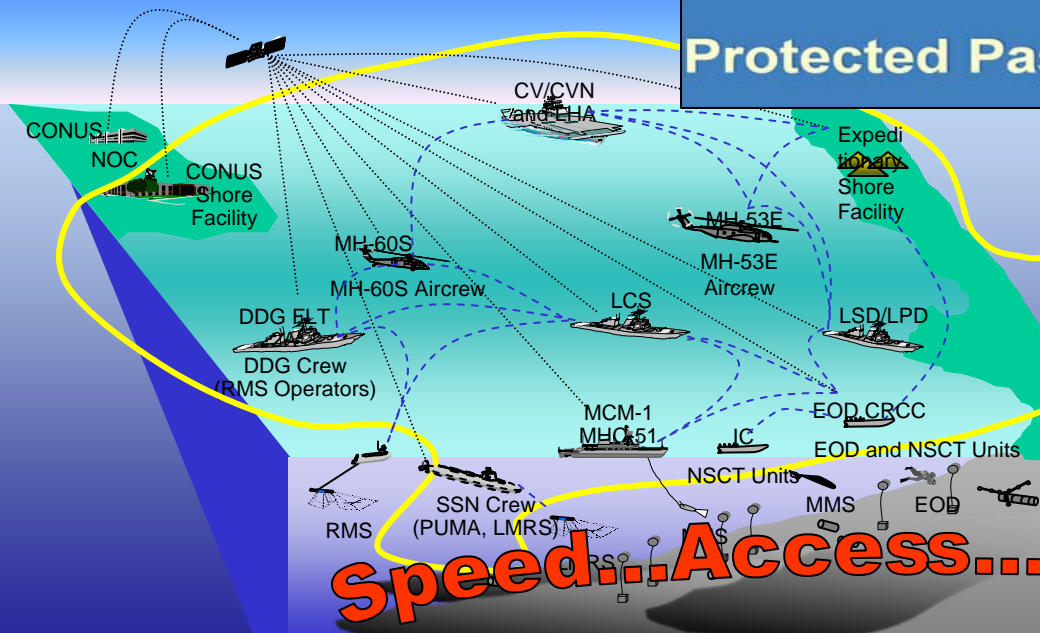 Protected Pas
CV/CVN
and LHA
CONUS
NOC
CONUS
Shore
Facility
Expedi
tionary
Shore
Facility
MH-53E
MH-53E
Aircrew
MH-60S
MH-60S Aircrew
LCS
LSD/LPD
DDG FLT
DDG Crew
(RMS Operators)
MCM-1
MHC-51
IC
EOD CRCC
EOD and NSCT Units
NSCT Units
MMS
EOD
RMS
SSN Crew
(PUMA, LMRS)
Speed...Access...